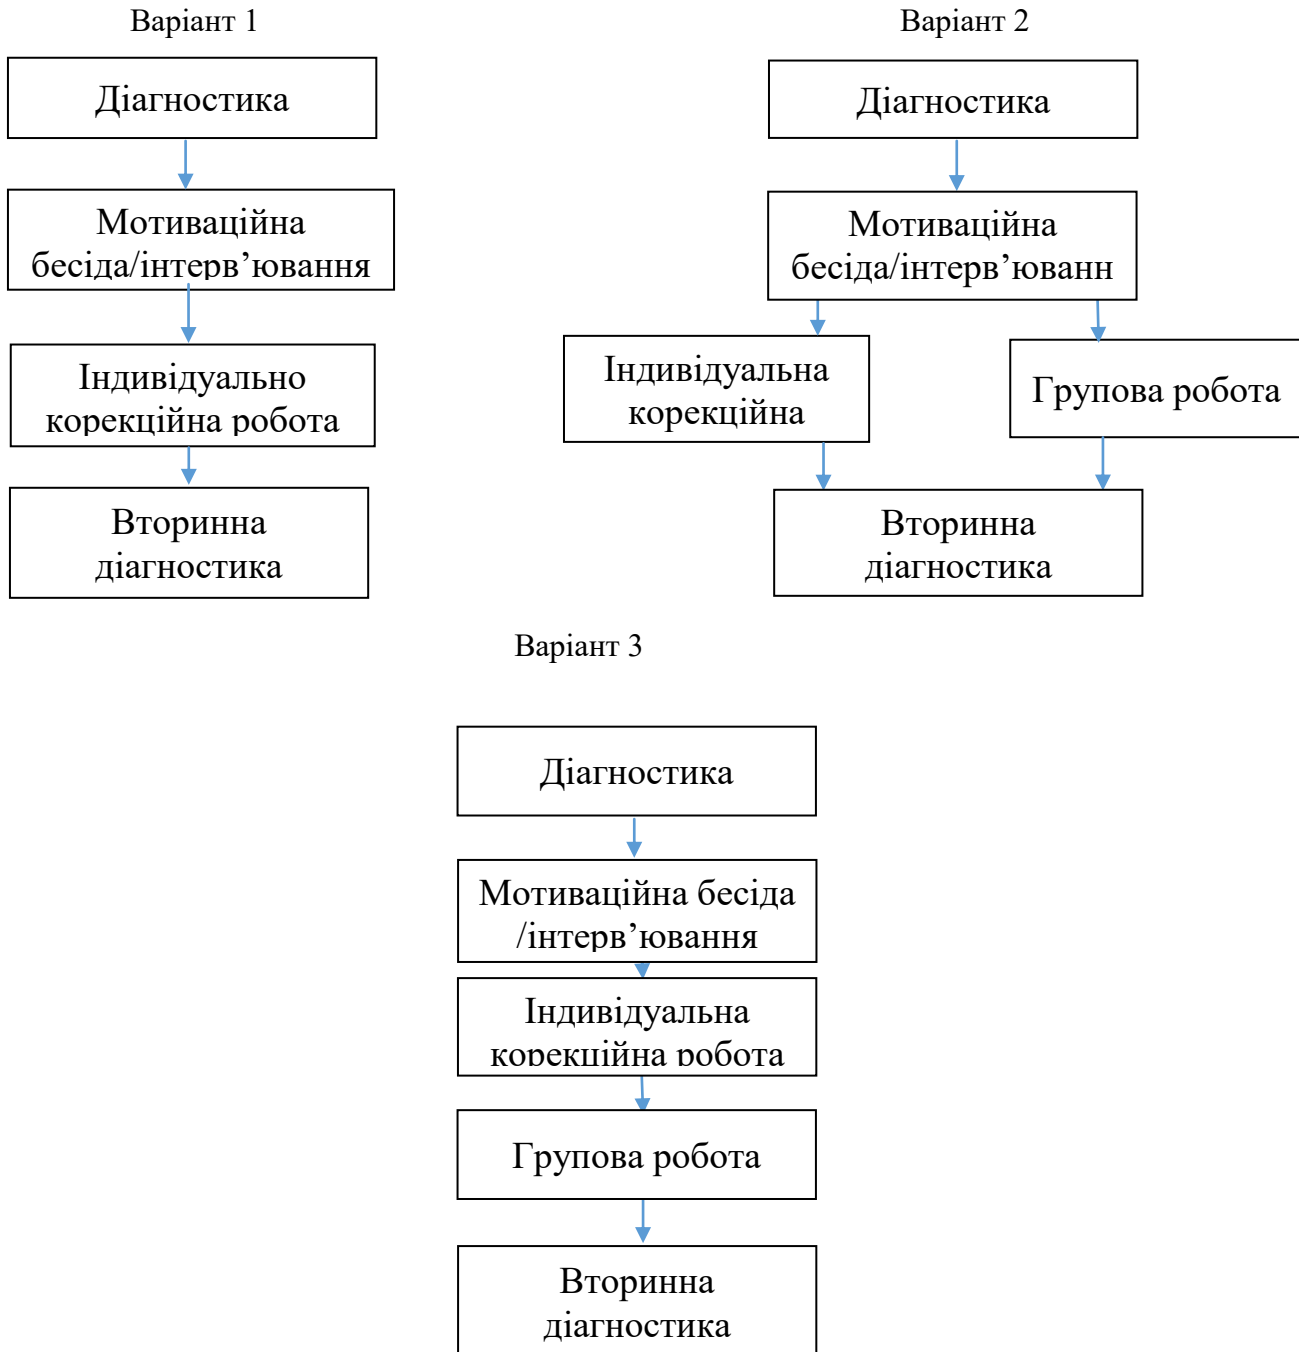 Варіант 1
Діагностика
Мотиваційна
бесіда/інтерв’ювання
Індивідуально
корекційна робота
Вторинна
діагностика
Варіант 2
Діагностика
Мотиваційна
бесіда/інтерв’юванн
Індивідуальна
корекційна
Групова робота
Вторинна
діагностика
Варіант 3
Діагностика
Мотиваційна бесіда
/інтерв’ювання
Індивідуальна
корекційна робота
Групова робота
Вторинна
діагностика